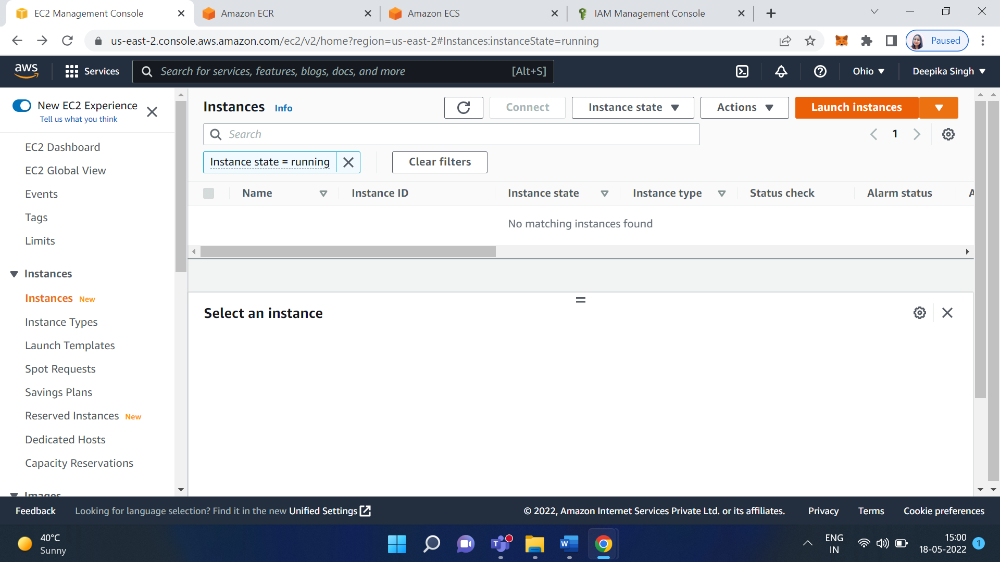 EC2 Management Console
Amazon ECR
Amazon ECS
IAM Management Console
us-east-2.console.aws.amazon.com/ec2/v2/home?region=us-east-2#Instances:instanceState=running
Paused
aws
Services
Search for services, features, blogs, docs, and more
[Alt+S]
Ohio
Deepika Singh
New EC2 Experience
Tell us what you think
EC2 Dashboard
EC2 Global View
Events
Tags
Limits
Instances
Instances New
Instance Types
Launch Templates
Spot Requests
Savings Plans
Reserved Instances New
Dedicated Hosts
Capacity Reservations
Images
Instances Info
Connect
Instance state
Actions
Launch instances
Search
1
Instance state = running
Clear filters
Name
Instance ID
Instance state
Instance type
Status check
Alarm status
A
No matching instances found
Select an instance
Feedback
Looking for language selection? Find it in the new Unified Settings
© 2022, Amazon Internet Services Private Ltd. or its affiliates.
Privacy
Terms
Cookie preferences
40°C
Sunny
T
W
ENG
IN
15:00
18-05-2022
1